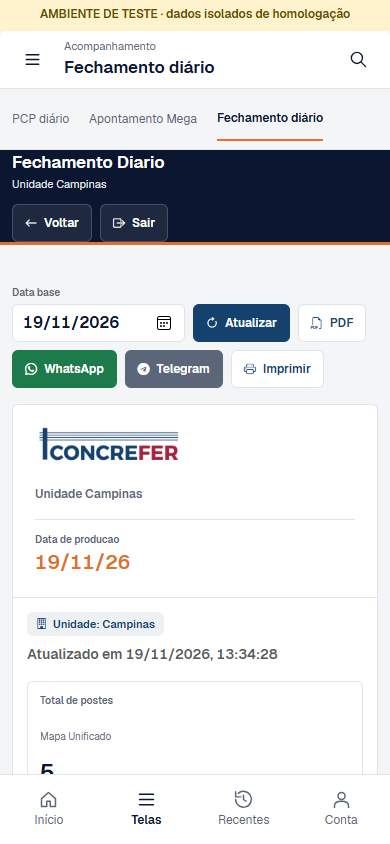 AMBIENTE DE TESTE · dados isolados de homologação
Acompanhamento
Fechamento diário
PCP diário Apontamento Mega Fechamento diário
Fechamento Diario
Unidade Campinas
Voltar Sair
Data base
19/11/2026 Atualizar PDF
WhatsApp Telegram Imprimir
CONCREFER
Unidade Campinas
Data de producao
19/11/26
Unidade: Campinas
Atualizado em 19/11/2026, 13:34:28
Total de postes
Mapa Unificado
5
Início Telas Recentes Conta